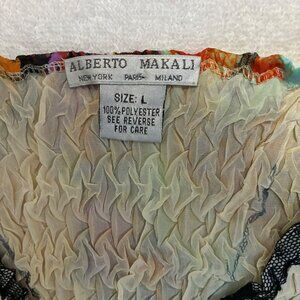 ALBERTO MAKALI
NEW YORK PARIS MILANO
SIZE: L
100% POLYESTER
SEE REVERSE
FOR CARE